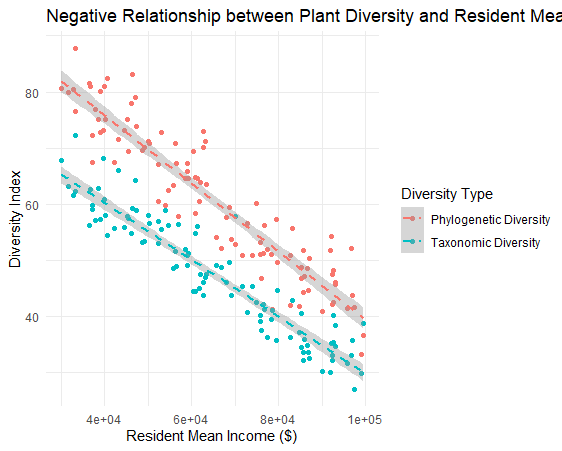 Negative Relationship between Plant Diversity and Resident Mea
80
60
40
Diversity Index
4e+04 6e+04 8e+04 1e+05
Resident Mean Income ($)
Diversity Type
Phylogenetic Diversity
Taxonomic Diversity